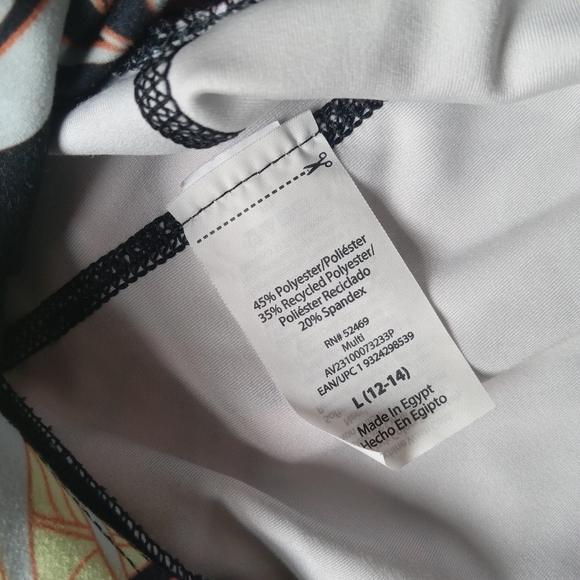 45% Polyester/Poliéster
35% Recycled Polyester/
Poliéster Reciclado
20% Spandex
RN# 52469
Multi
AV23100073233P
EAN/UPC 1 9324298539
L (12-14)
Made In Egypt
Hecho En Egipto